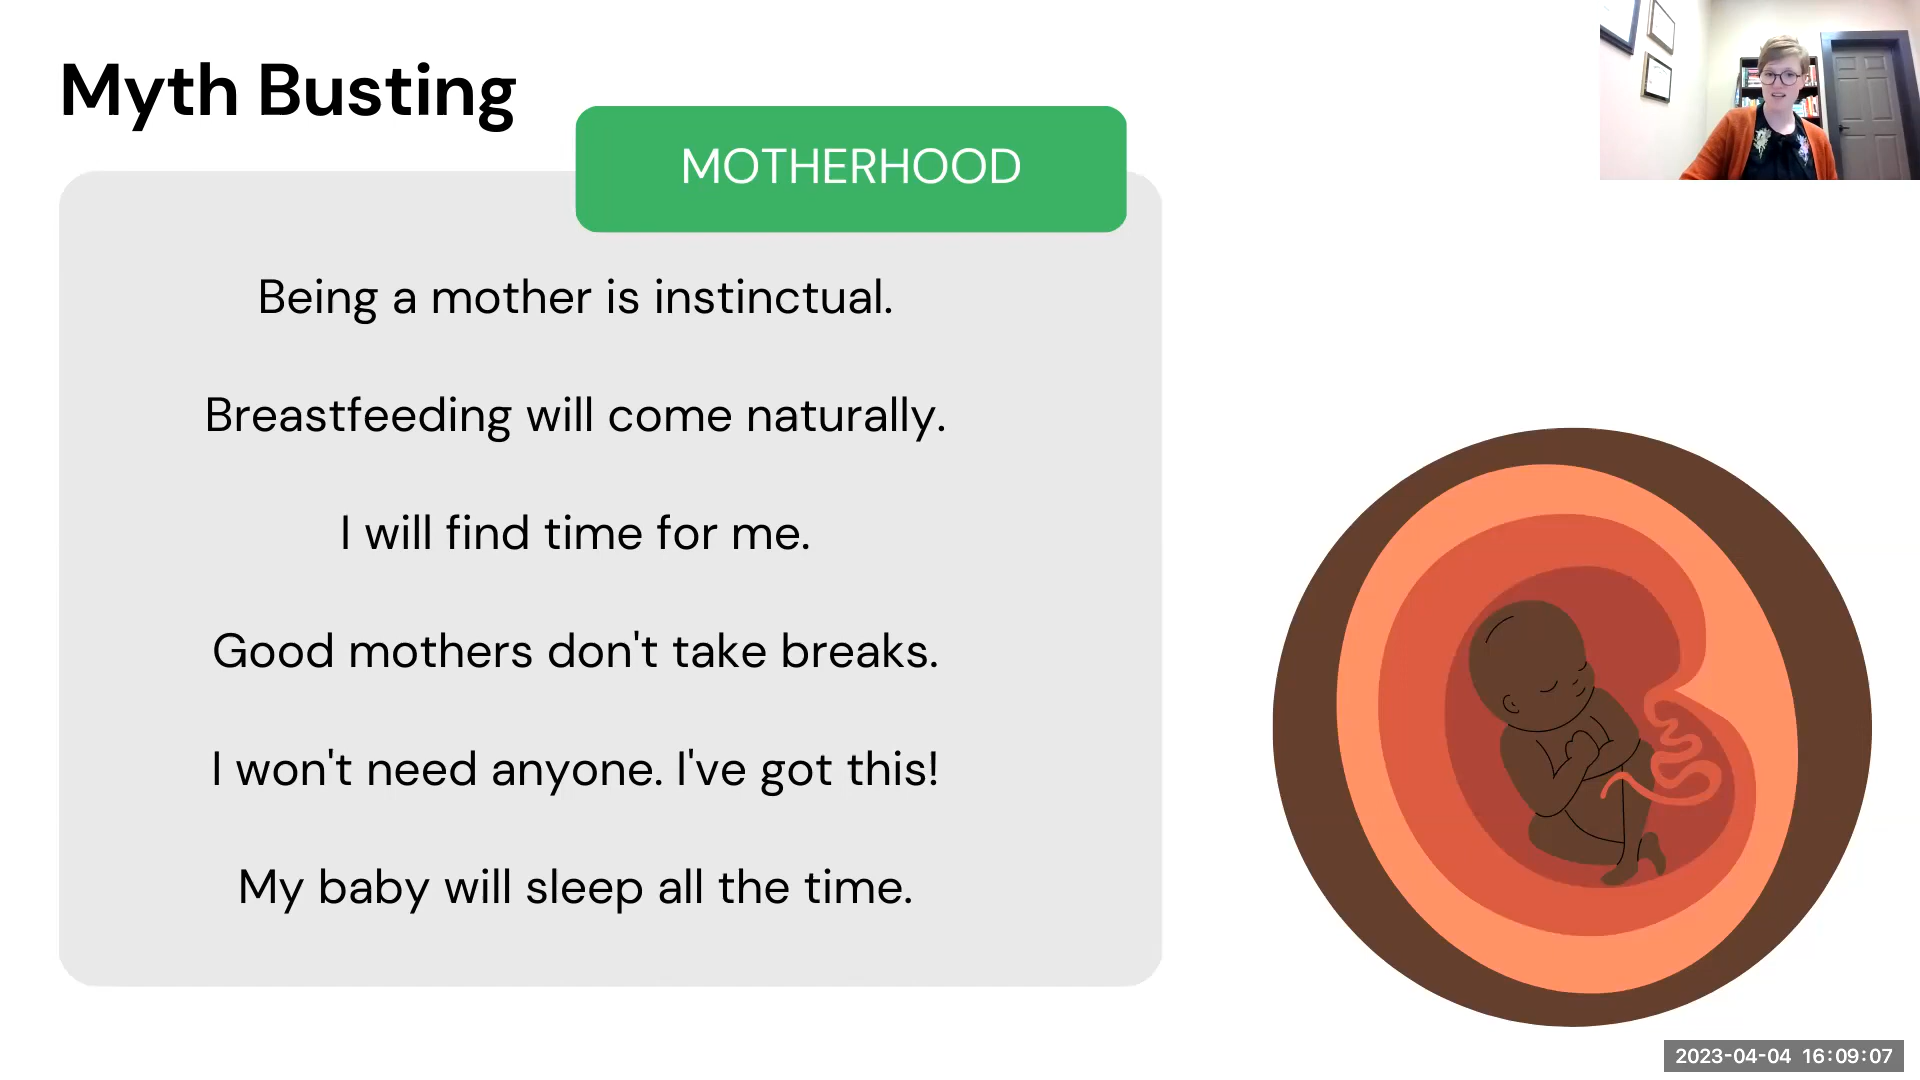 Myth Busting
MOTHERHOOD
Being a mother is instinctual.
Breastfeeding will come naturally.
I will find time for me.
Good mothers don't take breaks.
I won't need anyone. I've got this!
My baby will sleep all the time.
2023-04-04 16:09:07